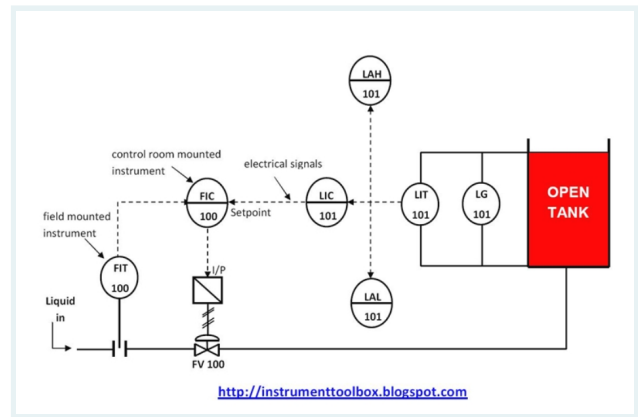 LAH
101
control room mounted
instrument
electrical signals
FIC
100
Setpoint
LIC
101
LIT
101
LG
101
OPEN
TANK
field mounted
instrument
FIT
100
I/P
LAL
101
Liquid
in
FV 100
http://instrumenttoolbox.blogspot.com